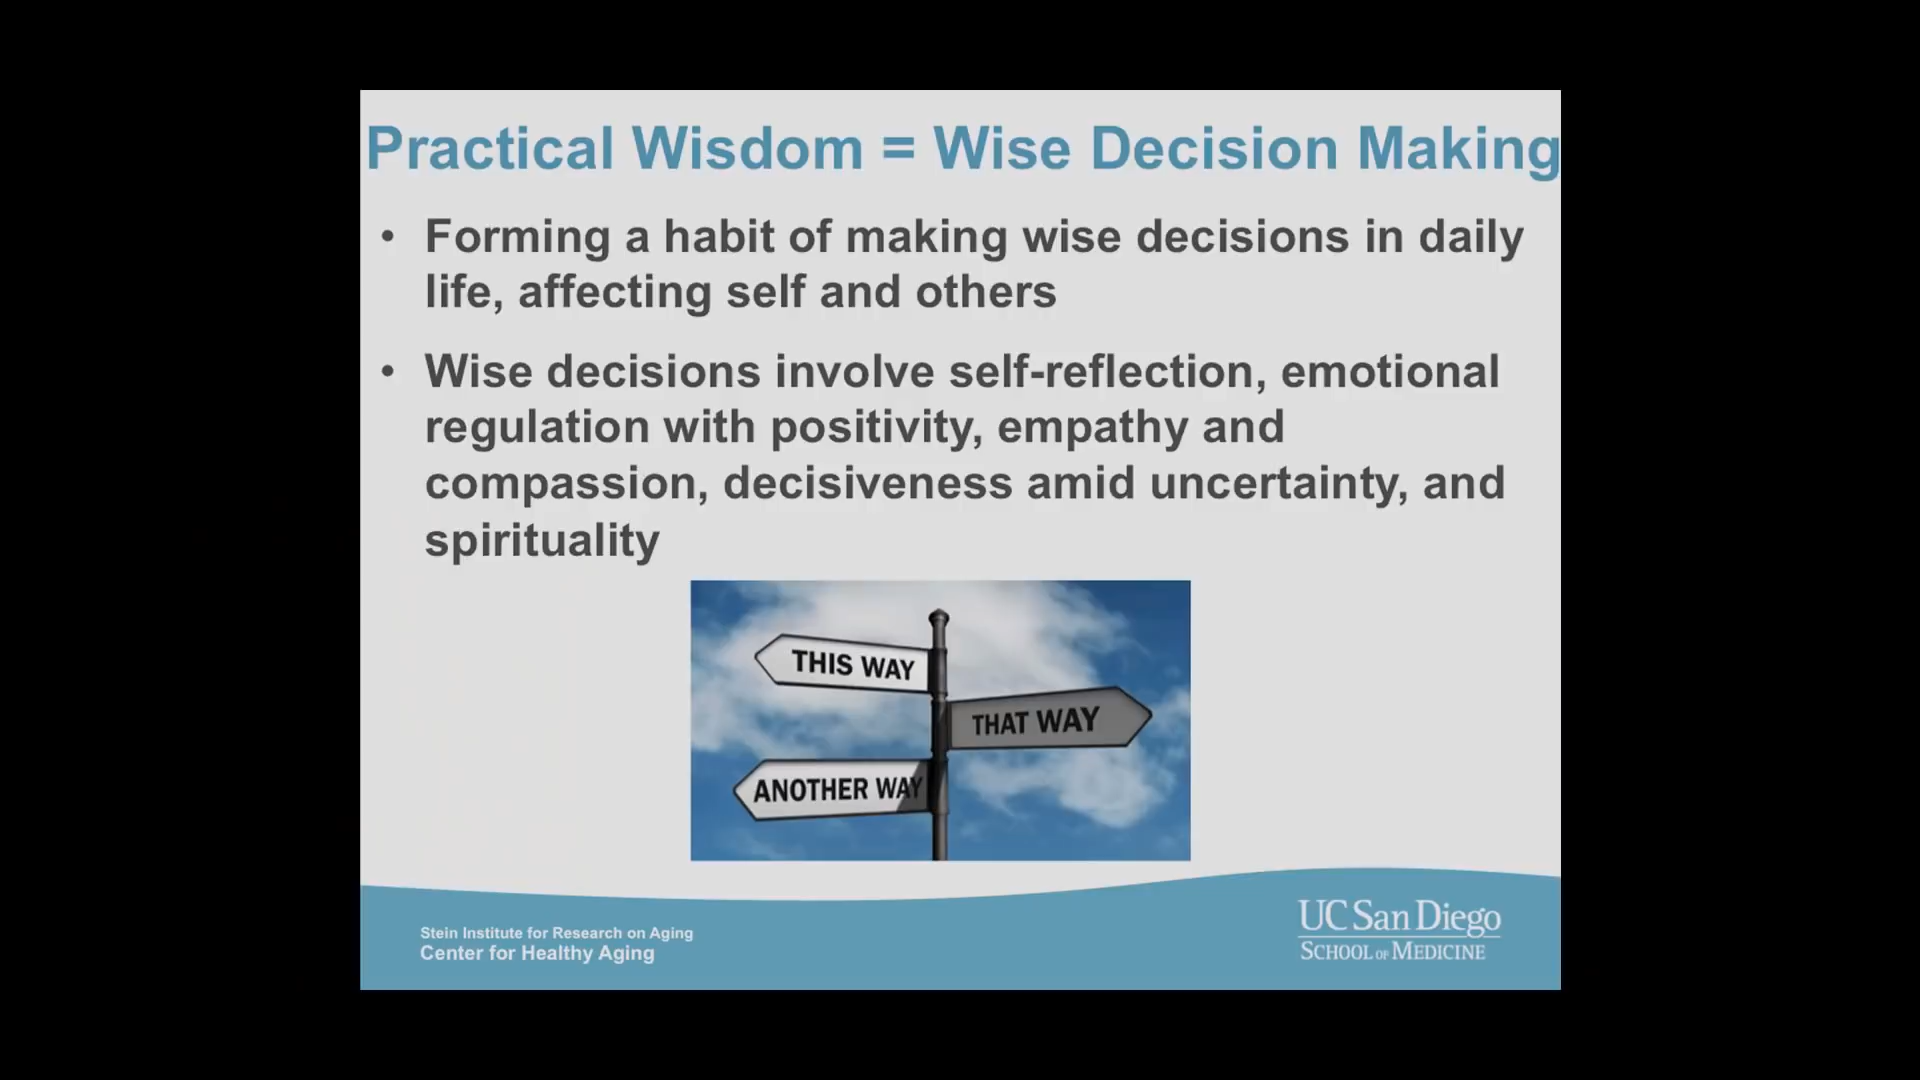 Practical Wisdom = Wise Decision Making
• Forming a habit of making wise decisions in daily
life, affecting self and others
• Wise decisions involve self-reflection, emotional
regulation with positivity, empathy and
compassion, decisiveness amid uncertainty, and
spirituality
THIS WAY
THAT WAY
ANOTHER WAY
Stein Institute for Research on Aging
Center for Healthy Aging
UC San Diego
SCHOOL OF MEDICINE